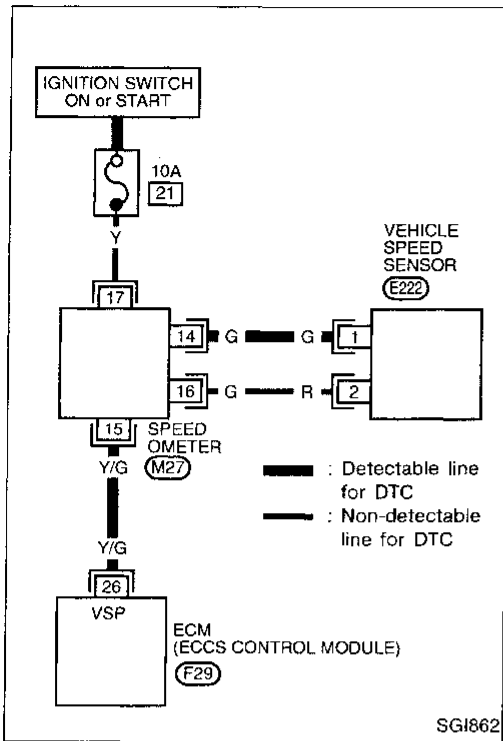 IGNITION SWITCH
ON or START
10A
21
Y
17
VEHICLE
SPEED
SENSOR
E222
14 G G 1
16 G R 2
15
SPEED
OMETER
M27
Y/G
: Detectable line
for DTC
: Non-detectable
line for DTC
Y/G
26
VSP
ECM
(ECCS CONTROL MODULE)
F29
SGI862